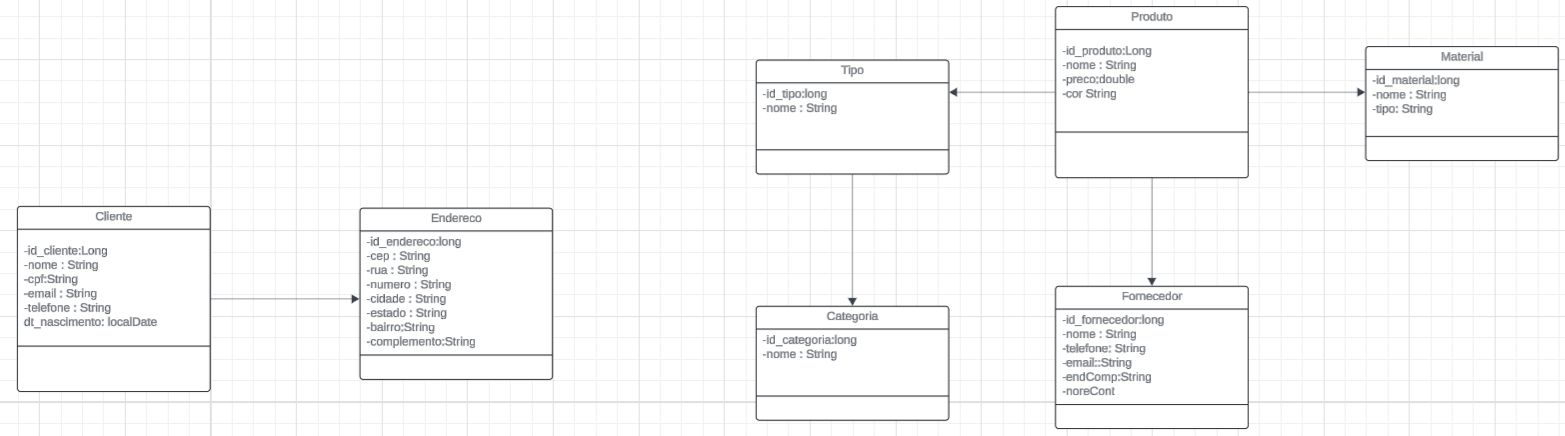 Cliente
-id_cliente:Long
-nome : String
-cpf:String
-email : String
-telefone : String
dt_nascimento: localDate
Endereco
-id_endereco:long
-cep : String
-rua : String
-numero : String
-cidade : String
-estado : String
-bairro:String
-complemento:String
Tipo
-id_tipo:long
-nome : String
Categoria
-id_categoria:long
-nome : String
Produto
-id_produto:Long
-nome : String
-preco:double
-cor String
Fornecedor
-id_fornecedor:long
-nome : String
-telefone: String
-email::String
-endComp:String
-noreCont
Material
-id_material:long
-nome : String
-tipo: String